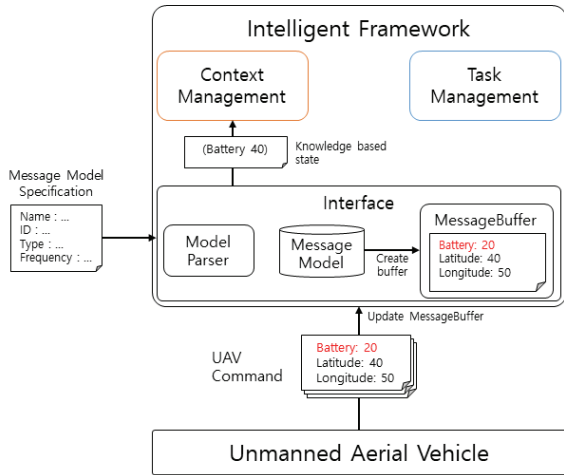 Intelligent Framework
Context
Management
Task
Management
(Battery 40)
Knowledge based
state
Message Model
Specification
Name : ...
ID : ...
Type : ...
Frequency : ...
Interface
Model
Parser
Message
Model
Create
buffer
MessageBuffer
Battery: 20
Latitude: 40
Longitude: 50
Update MessageBuffer
UAV
Command
Battery: 20
Latitude: 40
Longitude: 50
Unmanned Aerial Vehicle